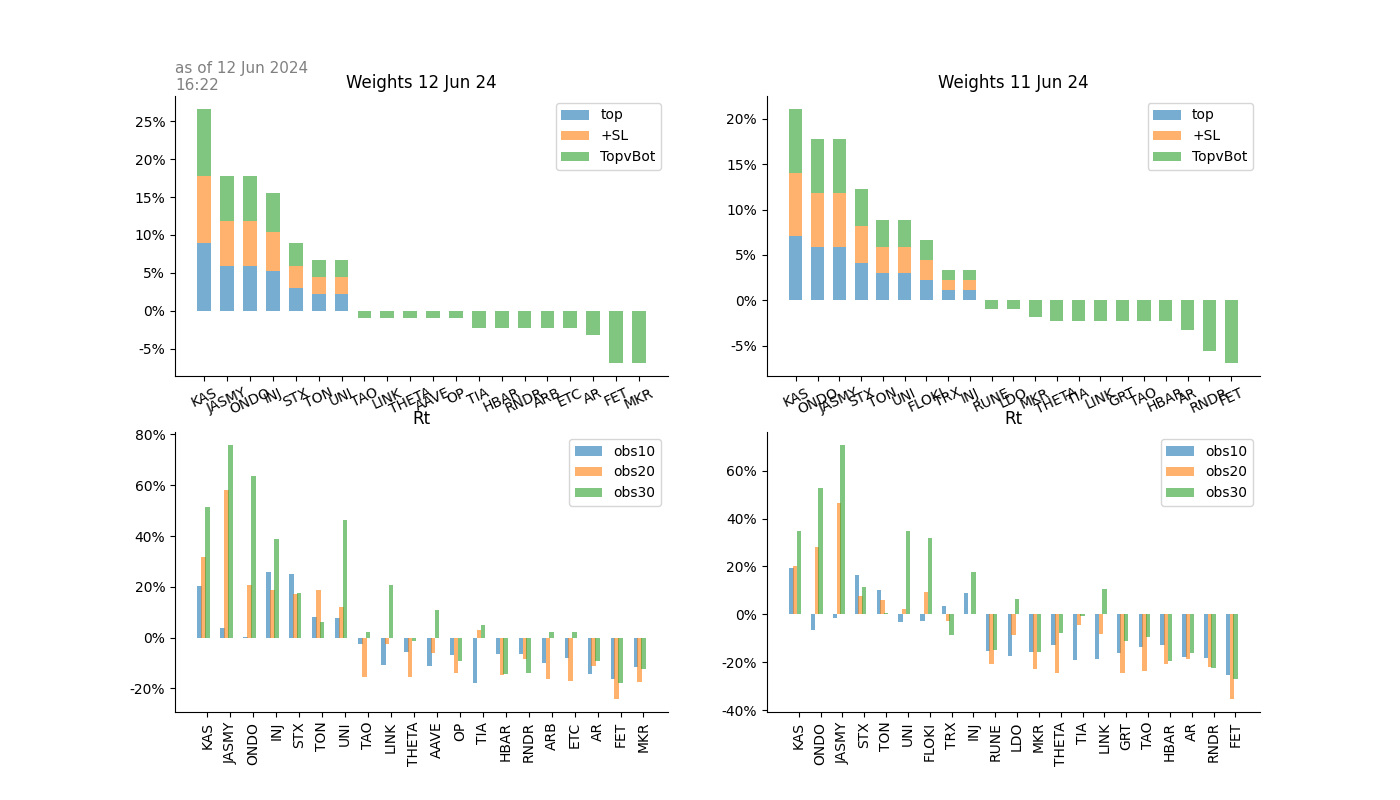 as of 12 Jun 2024
16:22
Weights 12 Jun 24
25%
20%
15%
10%
5%
0%
-5%
top
+SL
TopvBot
KAS
JASMY
ONDO
INJ
STX
TON
UNI
TAO
LINK
THETA
AAVE
OP
TIA
HBAR
RNDR
ARB
ETC
AR
FET
MKR
Weights 11 Jun 24
20%
15%
10%
5%
0%
-5%
top
+SL
TopvBot
KAS
ONDO
JASMY
STX
TON
UNI
FLOKI
TRX
INJ
RUNE
LDO
MKR
THETA
TIA
LINK
GRT
TAO
HBAR
AR
RNDR
FET
Rt
80%
60%
40%
20%
0%
-20%
obs10
obs20
obs30
KAS
JASMY
ONDO
INJ
STX
TON
UNI
TAO
LINK
THETA
AAVE
OP
TIA
HBAR
RNDR
ARB
ETC
AR
FET
MKR
Rt
60%
40%
20%
0%
-20%
-40%
obs10
obs20
obs30
KAS
ONDO
JASMY
STX
TON
UNI
FLOKI
TRX
INJ
RUNE
LDO
MKR
THETA
TIA
LINK
GRT
TAO
HBAR
AR
RNDR
FET